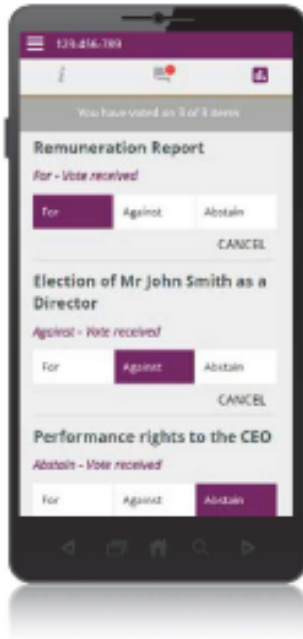 123-456-789
You have voted on 3 of 3 items
Remuneration Report
For - Vote received
For Against Abstain
CANCEL
Election of Mr John Smith as a
Director
Against - Vote received
For Against Abstain
CANCEL
Performance rights to the CEO
Abstain - Vote received
For Against Abstain